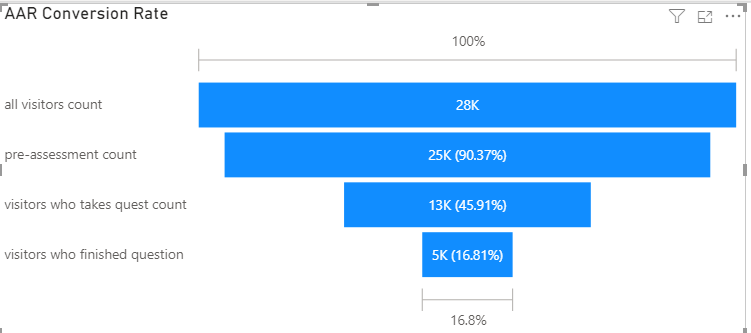 AAR Conversion Rate
100%
all visitors count
28K
pre-assessment count
25K (90.37%)
visitors who takes quest count
13K (45.91%)
visitors who finished question
5K (16.81%)
16.8%